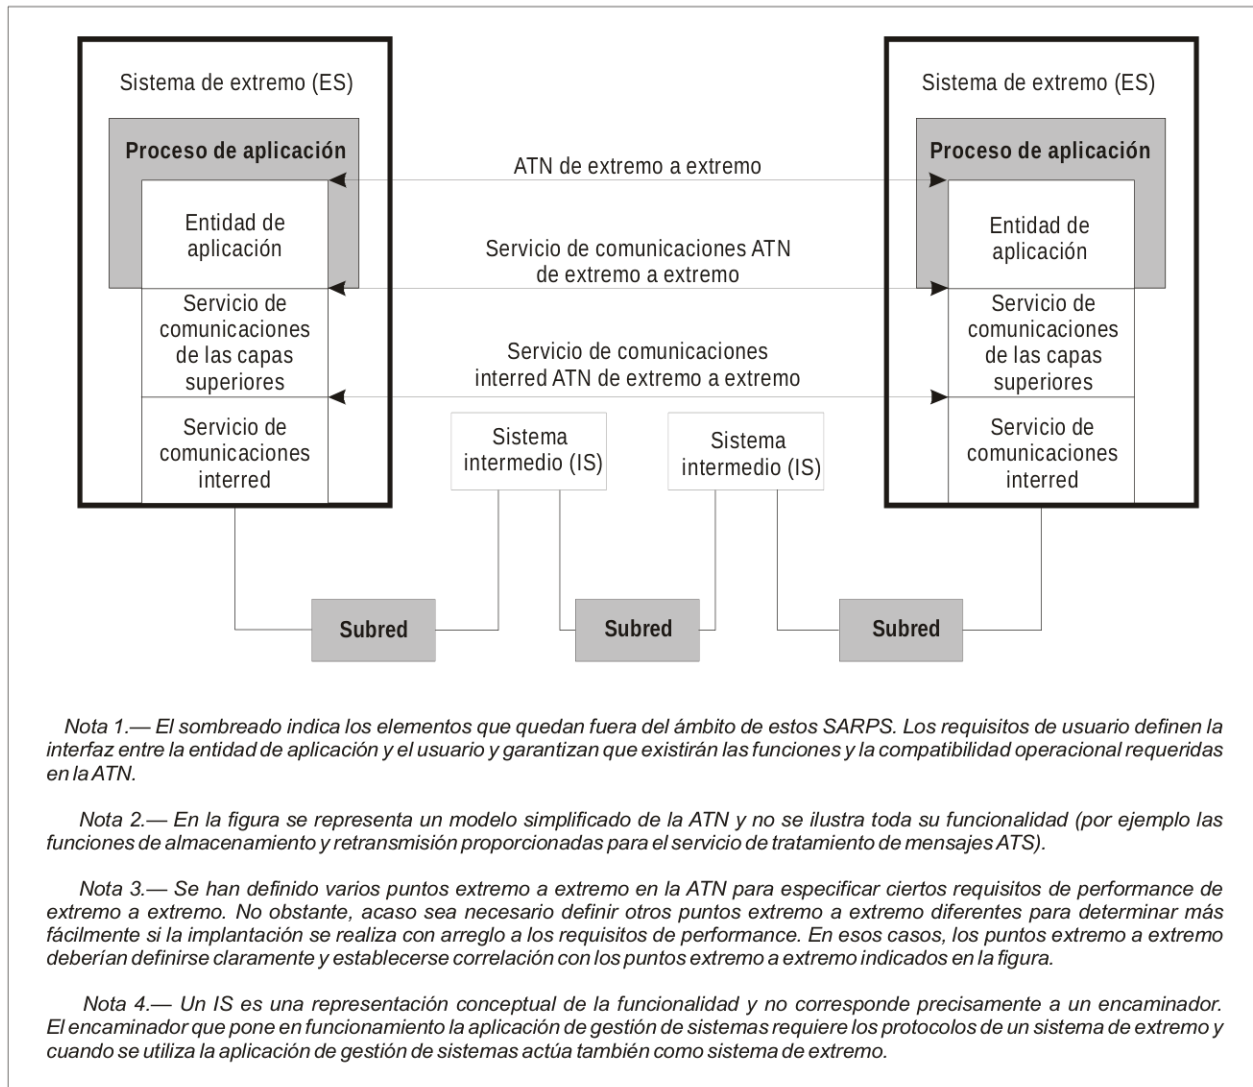 Sistema de extremo (ES)
Proceso de aplicación
Entidad de
aplicación
Servicio de
comunicaciones
de las capas
superiores
Servicio de
comunicaciones
interred
ATN de extremo a extremo
Servicio de comunicaciones ATN
de extremo a extremo
Servicio de comunicaciones
interred ATN de extremo a extremo
Sistema
intermedio (IS)
Sistema
intermedio (IS)
Sistema de extremo (ES)
Proceso de aplicación
Entidad de
aplicación
Servicio de
comunicaciones
de las capas
superiores
Servicio de
comunicaciones
interred
Subred
Subred
Subred
Nota 1.— El sombreado indica los elementos que quedan fuera del ámbito de estos SARPS. Los requisitos de usuario definen la
interfaz entre la entidad de aplicación y el usuario y garantizan que existirán las funciones y la compatibilidad operacional requeridas
en la ATN.
Nota 2.— En la figura se representa un modelo simplificado de la ATN y no se ilustra toda su funcionalidad (por ejemplo las
funciones de almacenamiento y retransmisión proporcionadas para el servicio de tratamiento de mensajes ATS).
Nota 3.— Se han definido varios puntos extremo a extremo en la ATN para especificar ciertos requisitos de performance de
extremo a extremo. No obstante, acaso sea necesario definir otros puntos extremo a extremo diferentes para determinar más
fácilmente si la implantación se realiza con arreglo a los requisitos de performance. En esos casos, los puntos extremo a extremo
deberían definirse claramente y establecerse correlación con los puntos extremo a extremo indicados en la figura.
Nota 4.— Un IS es una representación conceptual de la funcionalidad y no corresponde precisamente a un encaminador.
El encaminador que pone en funcionamiento la aplicación de gestión de sistemas requiere los protocolos de un sistema de extremo y
cuando se utiliza la aplicación de gestión de sistemas actúa también como sistema de extremo.